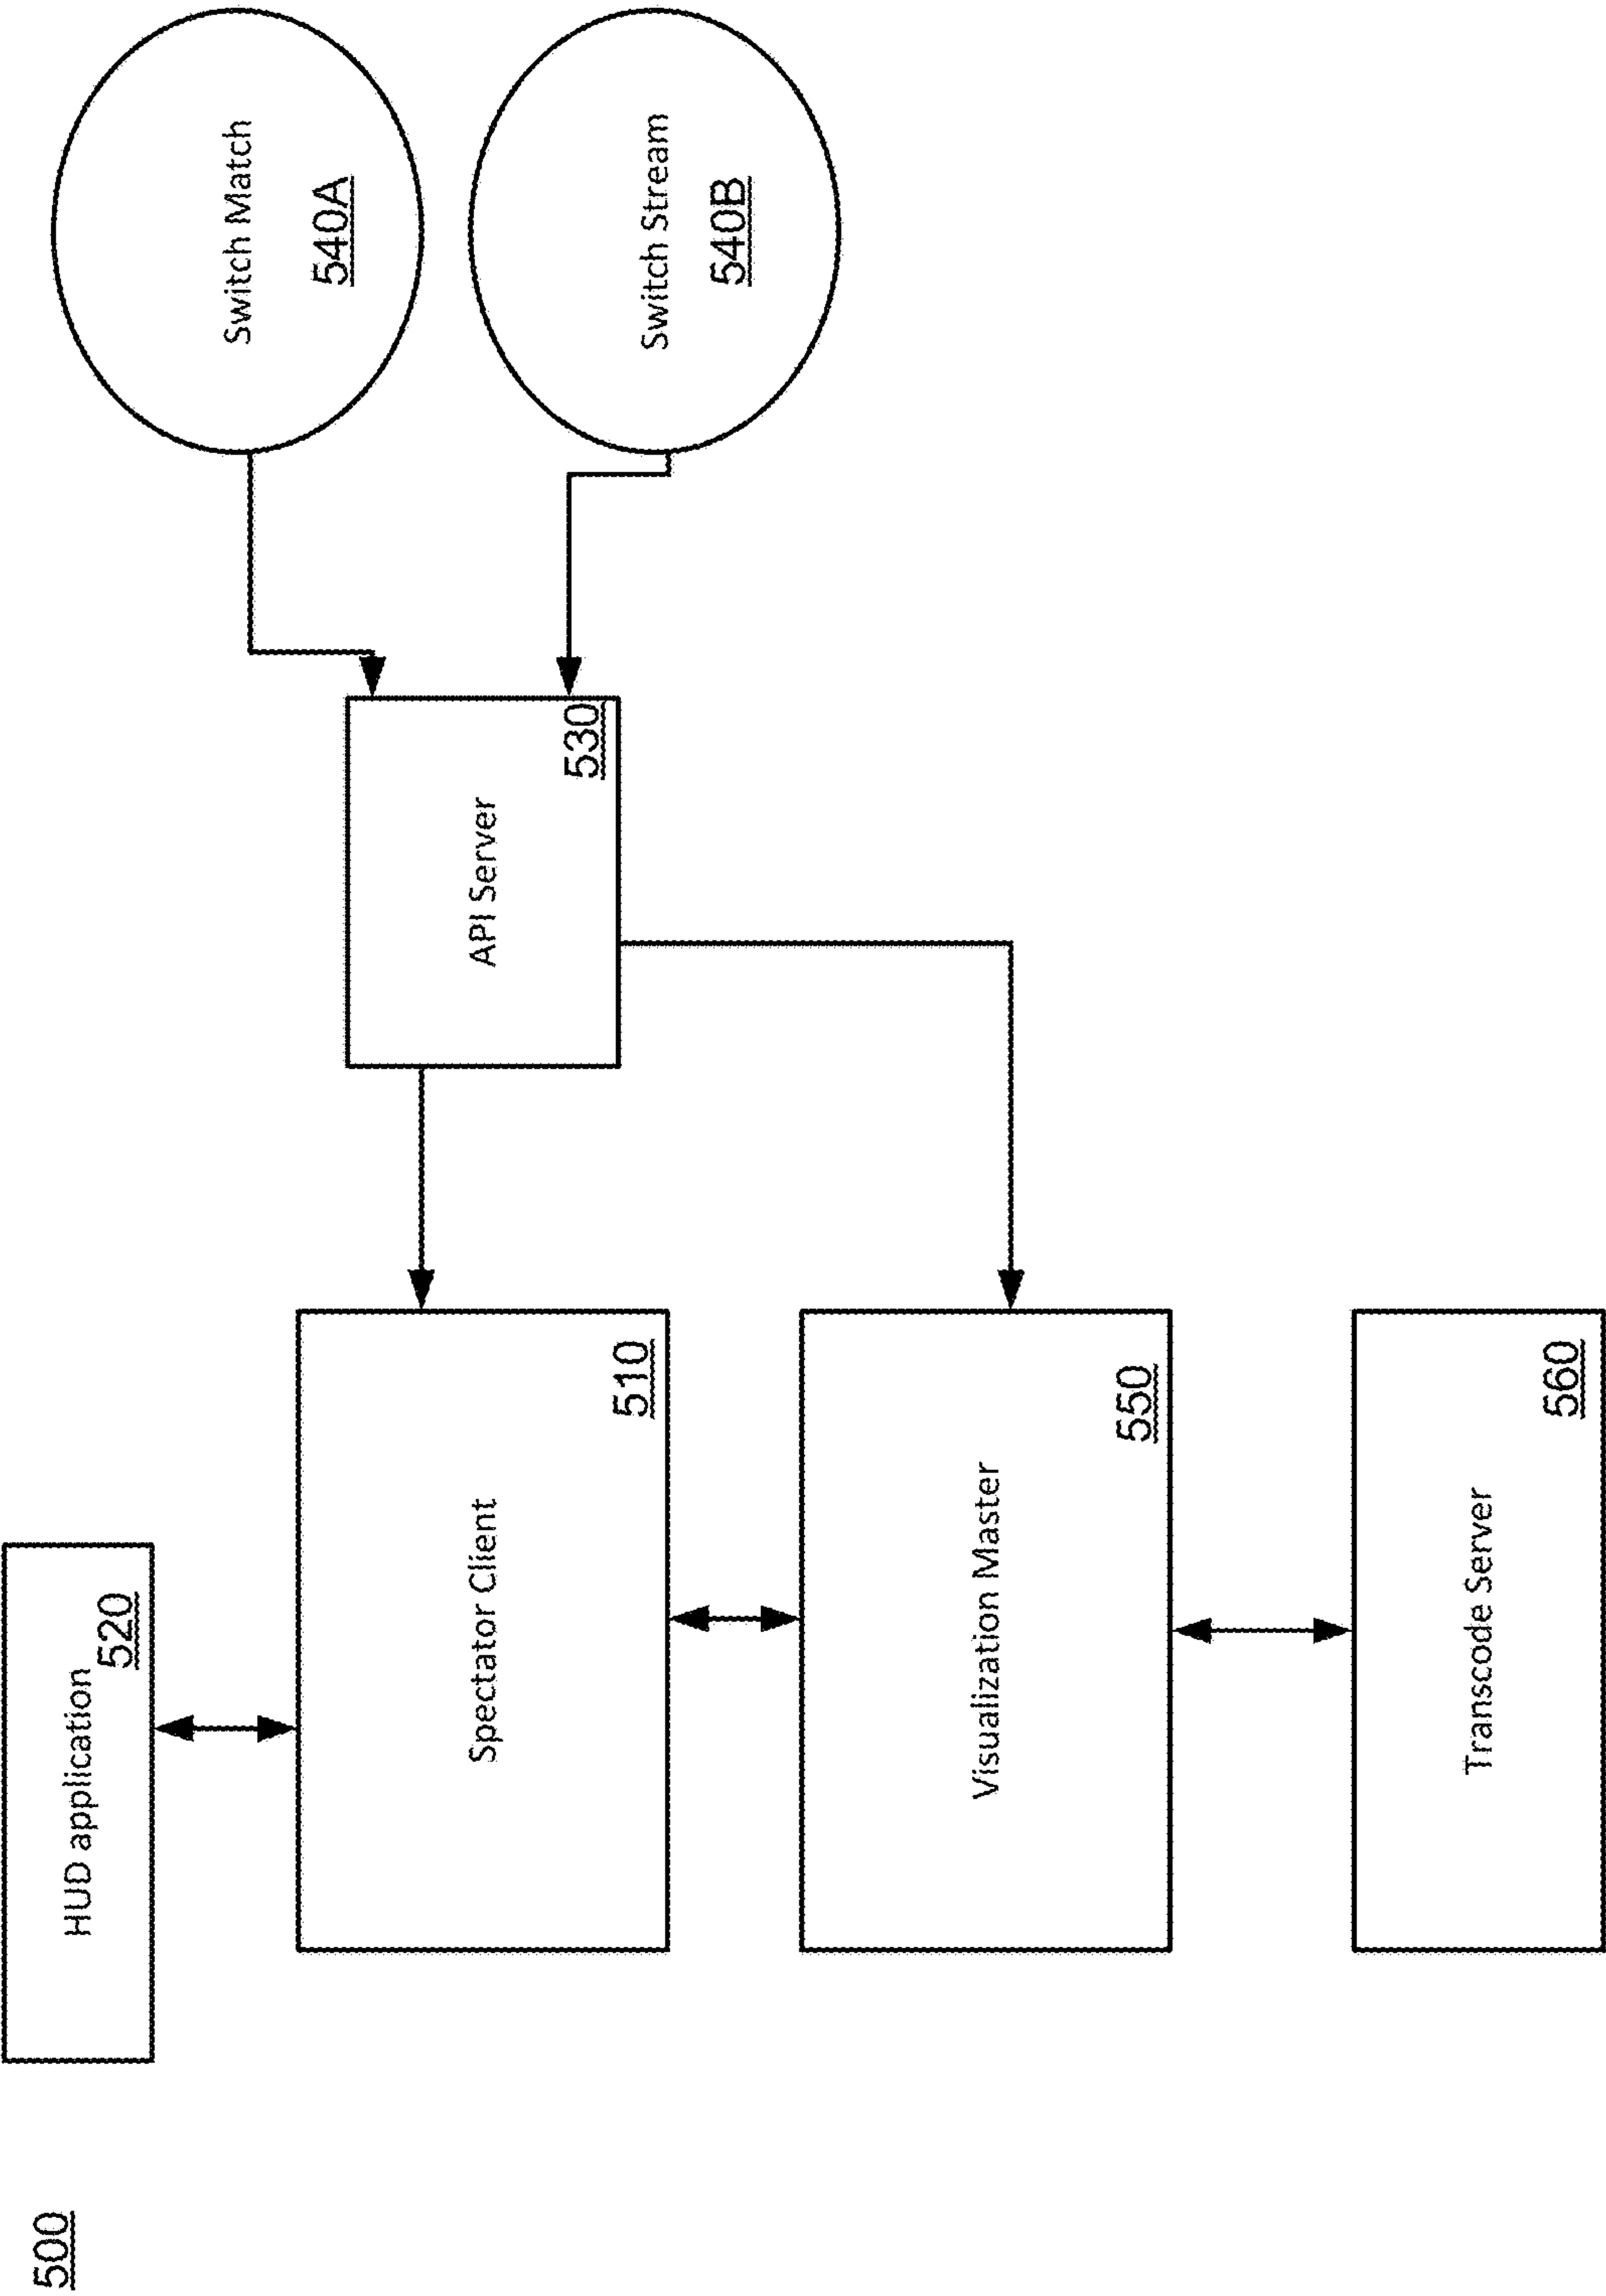 500
HUD application
520
Spectator Client
510
Visualization Master
550
Transcode Server
560
API Server
530
Switch Match
540A
Switch Stream
540B